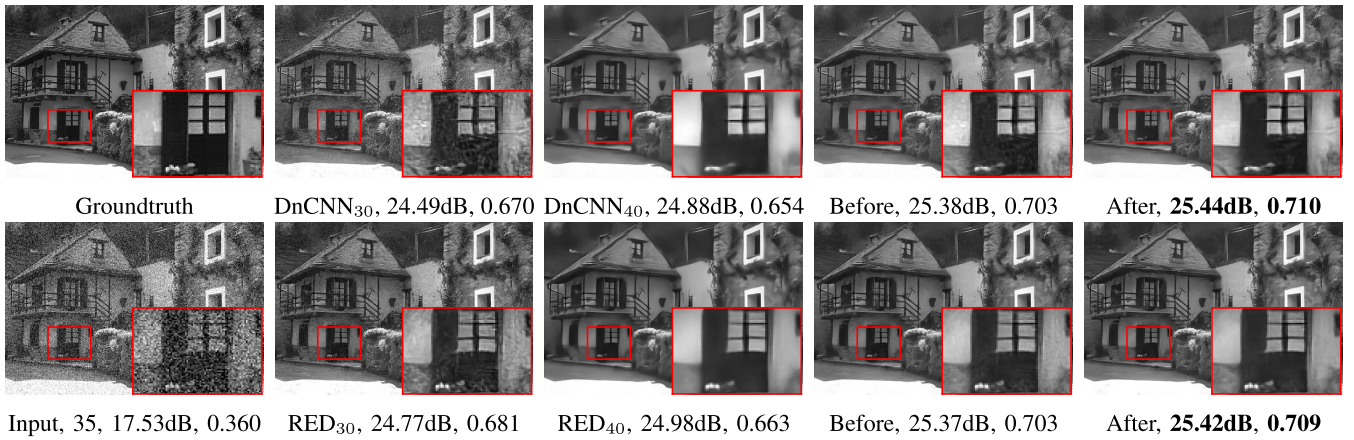 Groundtruth
DnCNN₃₀, 24.49dB, 0.670
DnCNN₄₀, 24.88dB, 0.654
Before, 25.38dB, 0.703
After, 25.44dB, 0.710
Input, 35, 17.53dB, 0.360
RED₃₀, 24.77dB, 0.681
RED₄₀, 24.98dB, 0.663
Before, 25.37dB, 0.703
After, 25.42dB, 0.709